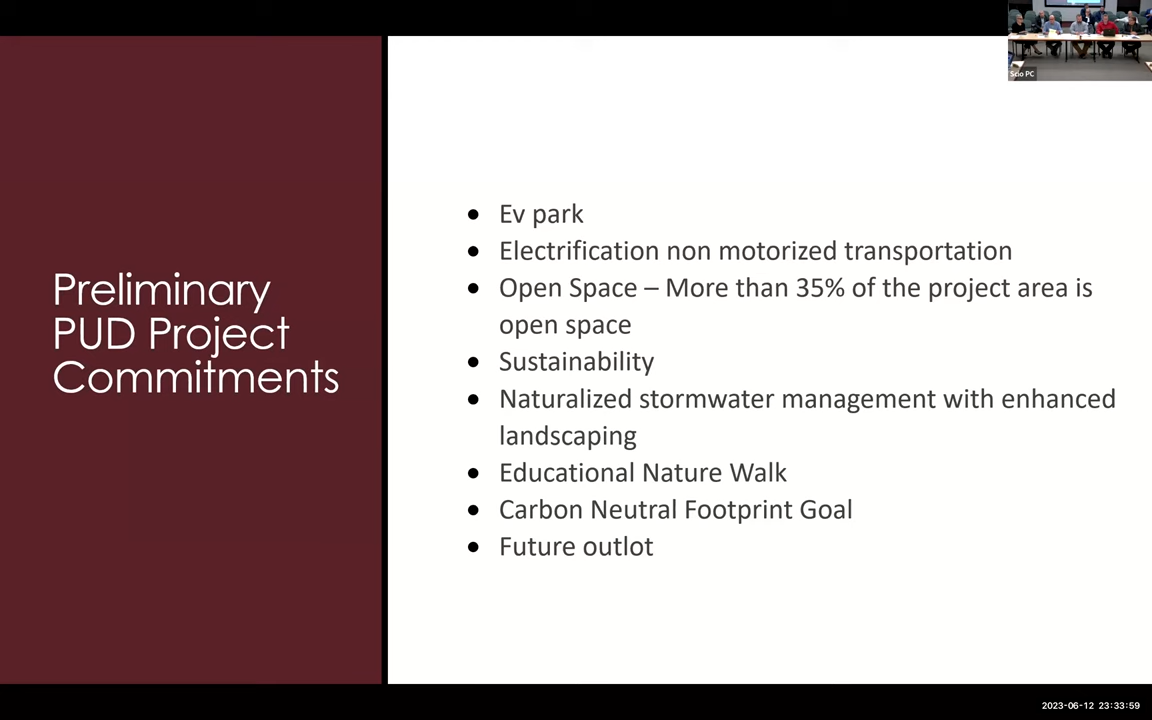 Scio PC
Preliminary
PUD Project
Commitments
• Ev park
• Electrification non motorized transportation
• Open Space – More than 35% of the project area is
open space
• Sustainability
• Naturalized stormwater management with enhanced
landscaping
• Educational Nature Walk
• Carbon Neutral Footprint Goal
• Future outlot
2023-06-12 23:33:59